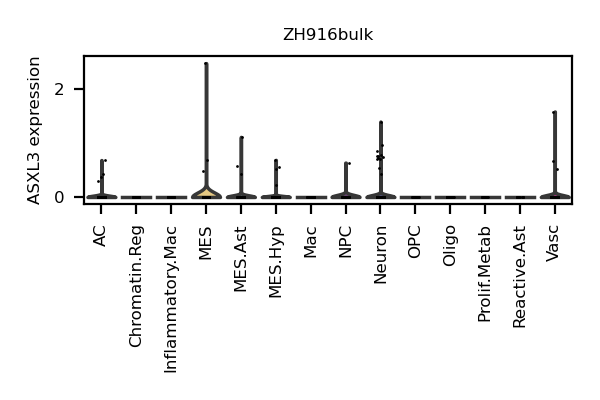 ZH916bulk
ASXL3 expression
2
0
AC
Chromatin.Reg
Inflammatory.Mac
MES
MES.Ast
MES.Hyp
Mac
NPC
Neuron
OPC
Oligo
Prolif.Metab
Reactive.Ast
Vasc